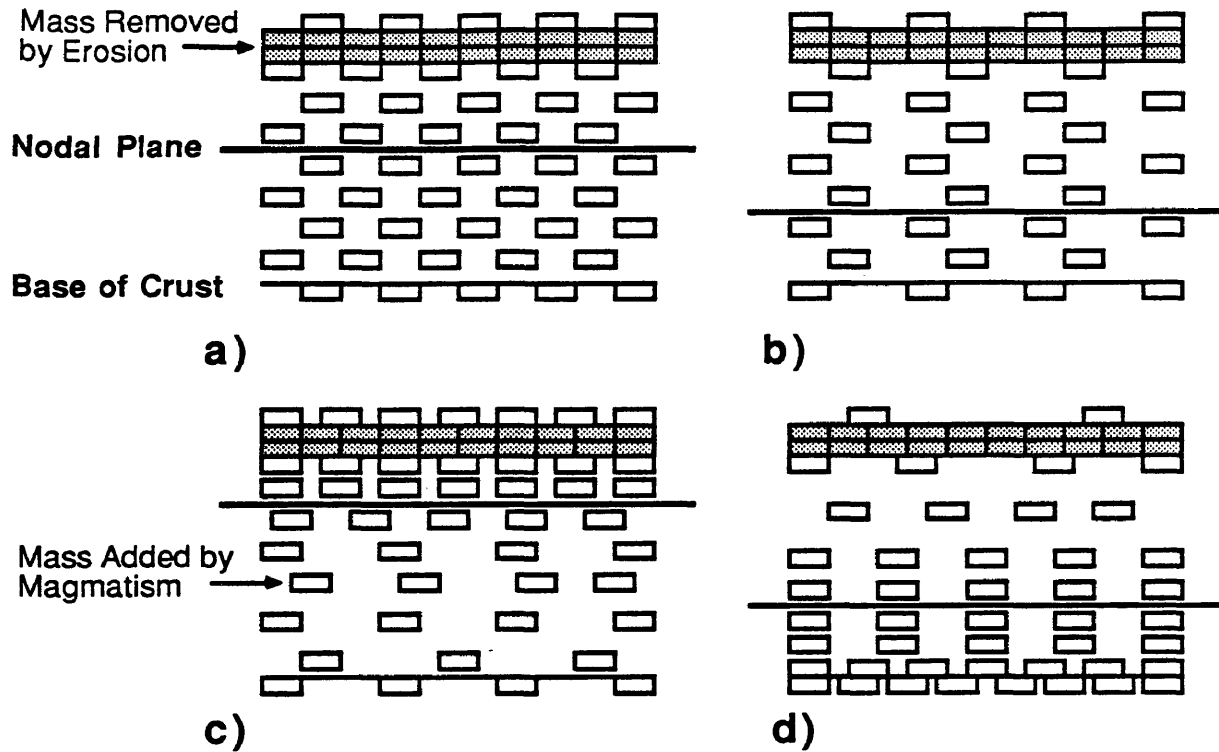 Mass Removed
by Erosion
Nodal Plane
Base of Crust
a)
b)
Mass Added by
Magmatism
c)
d)